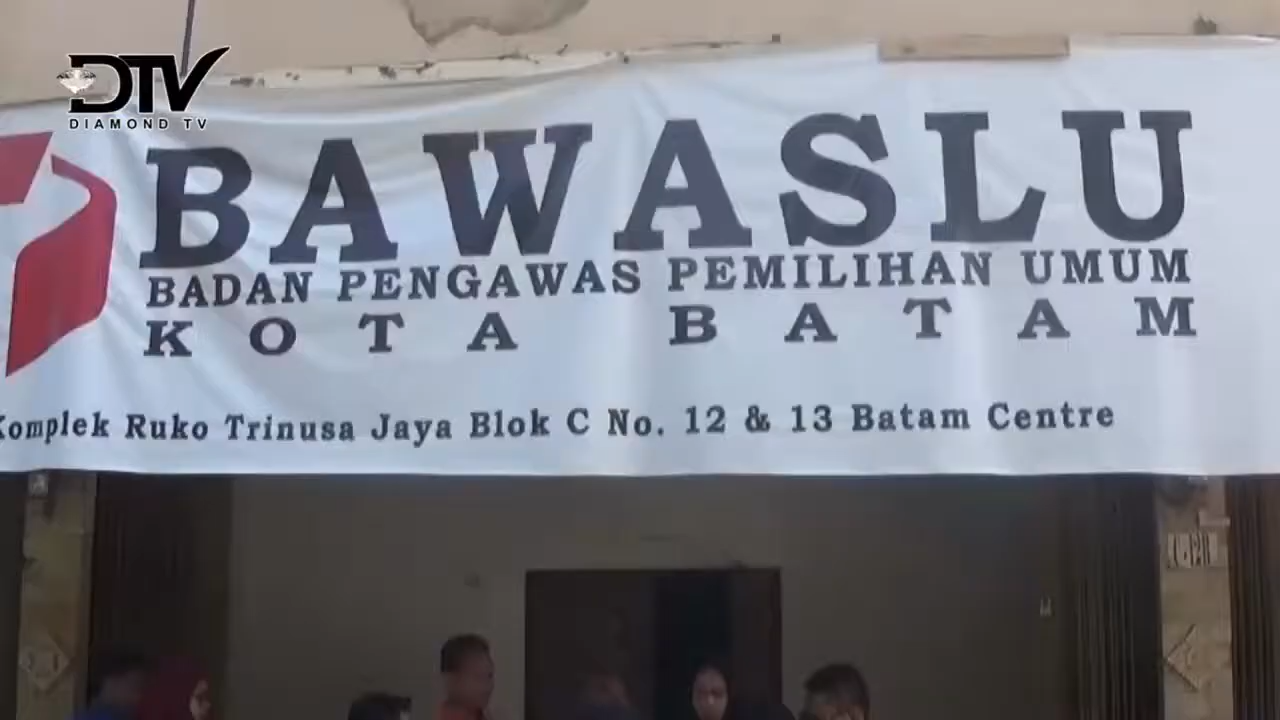 DTV
DIAMOND TV
BAWASLU
BADAN PENGAWAS PEMILIHAN UMUM
KOTA BATAM
Komplek Ruko Trinusa Jaya Blok C No. 12 & 13 Batam Centre